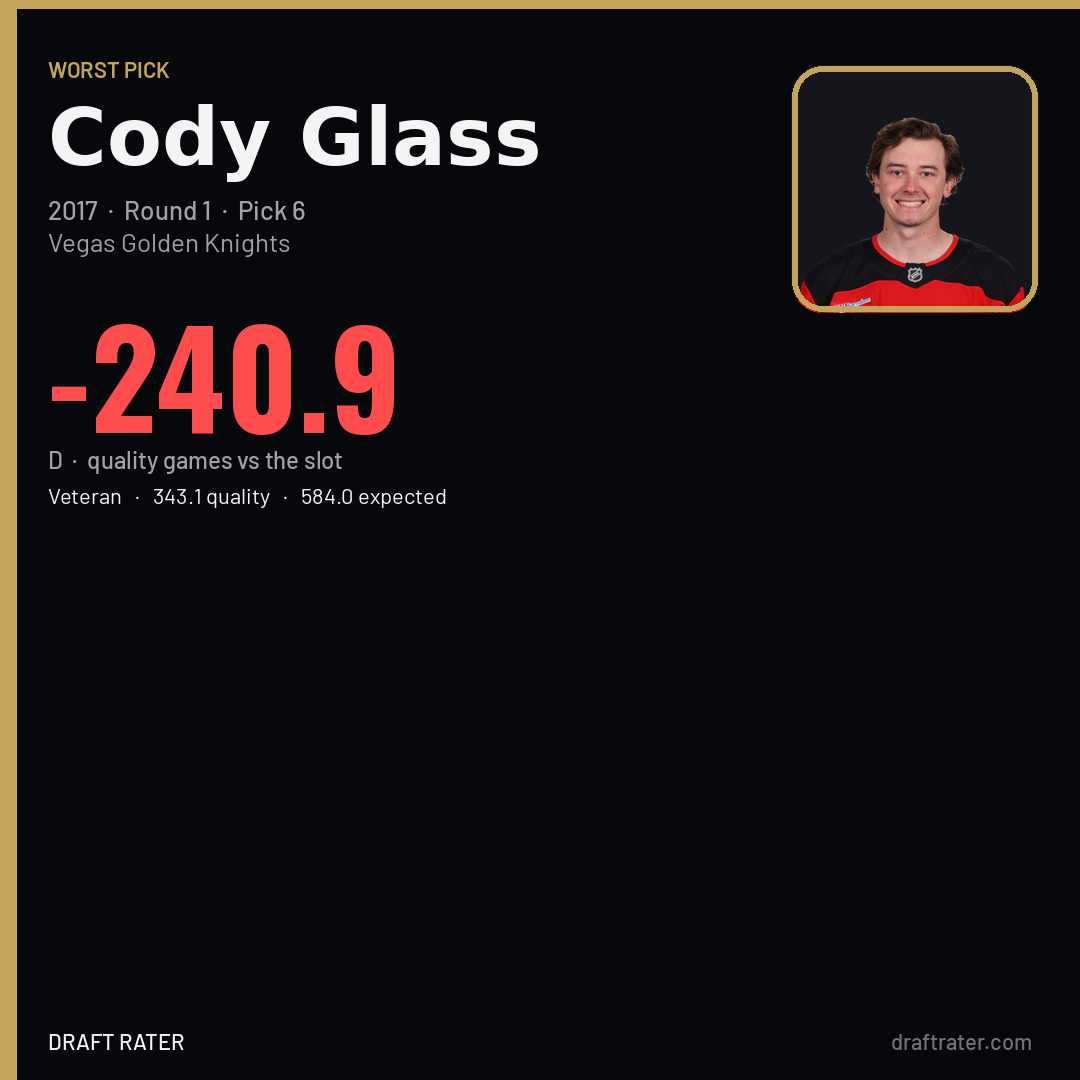 WORST PICK
Cody Glass
2017 · Round 1 · Pick 6
Vegas Golden Knights
-240.9
D · quality games vs the slot
Veteran · 343.1 quality · 584.0 expected
DRAFT RATER
draftrater.com